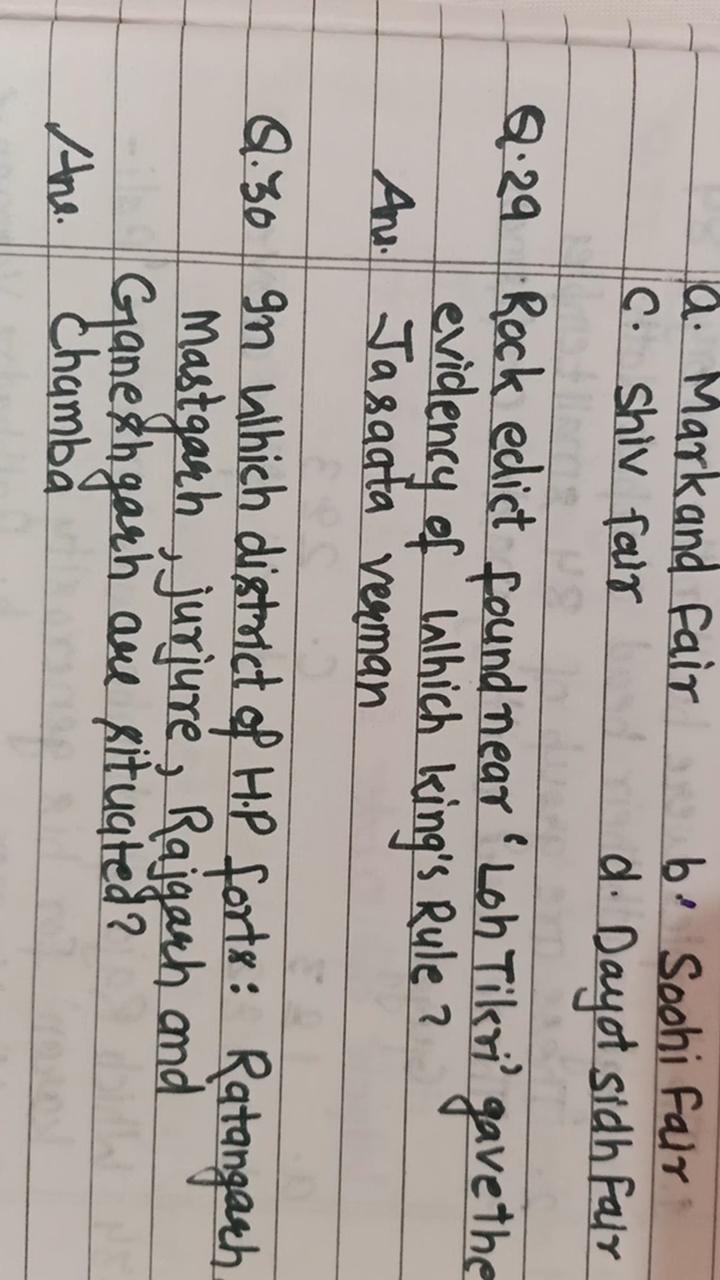 a. Markand fair b. Soohi Fair
c. Shiv fair d. Dayot sidh fair
Q.29 Rock edict found near 'Loh Tikri' gave the
evidency of which king's Rule?
Ans. Jasaata verman
Q.30 In which district of H.P forts: Ratangarh,
Mastgarh, jurjure, Rajgarh and
Ganeshgarh are situated?
Ans. Chamba